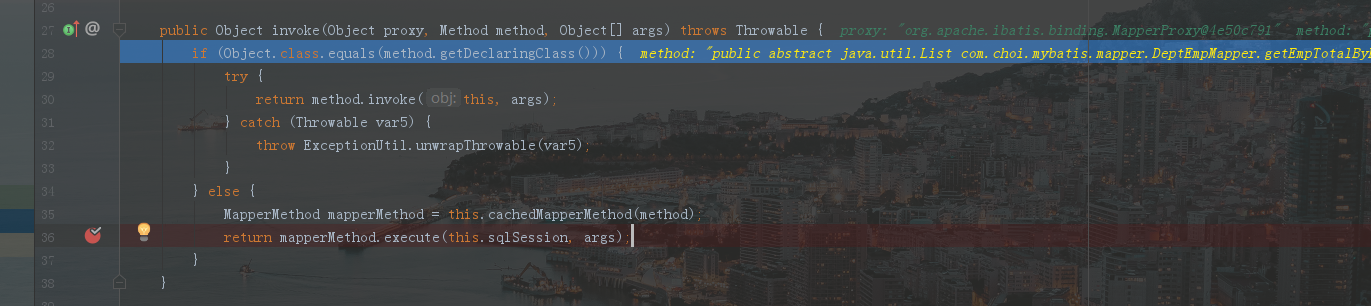 26
27 @ public Object invoke(Object proxy, Method method, Object[] args) throws Throwable { proxy: "org.apache.ibatis.binding.MapperProxy@4e50c791" method: "p
28 if (Object.class.equals(method.getDeclaringClass())) { method: "public abstract java.util.List com.choi.mybatis.mapper.DeptEmpMapper.getEmpTotalByD
29 try {
30 return method.invoke( obj: this, args);
31 } catch (Throwable var5) {
32 throw ExceptionUtil.unwrapThrowable(var5);
33 }
34 } else {
35 MapperMethod mapperMethod = this.cachedMapperMethod(method);
36 return mapperMethod.execute(this.sqlSession, args);
37 }
38 }